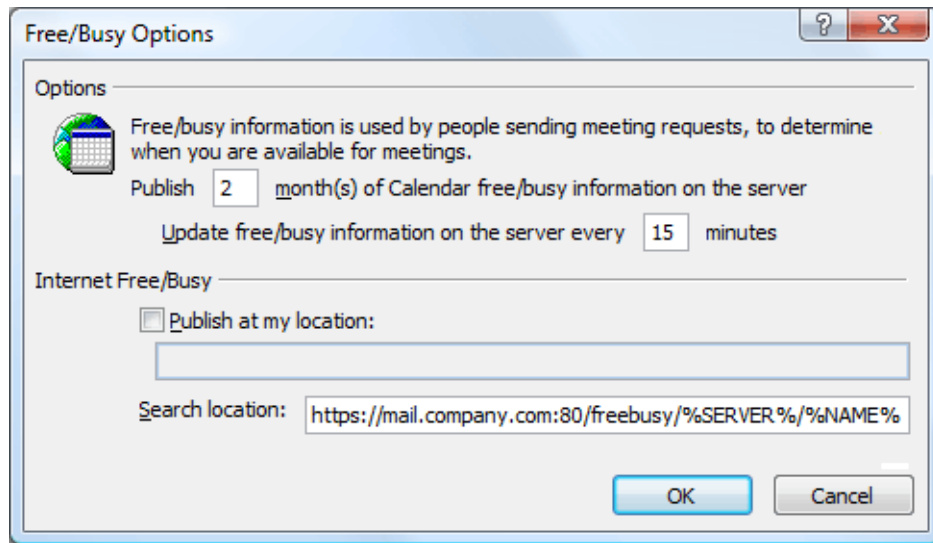 Free/Busy Options
?
X
Options
Free/busy information is used by people sending meeting requests, to determine
when you are available for meetings.
Publish 2 month(s) of Calendar free/busy information on the server
Update free/busy information on the server every 15 minutes
Internet Free/Busy
Publish at my location:
Search location: https://mail.company.com:80/freebusy/%SERVER%/%NAME%
OK Cancel